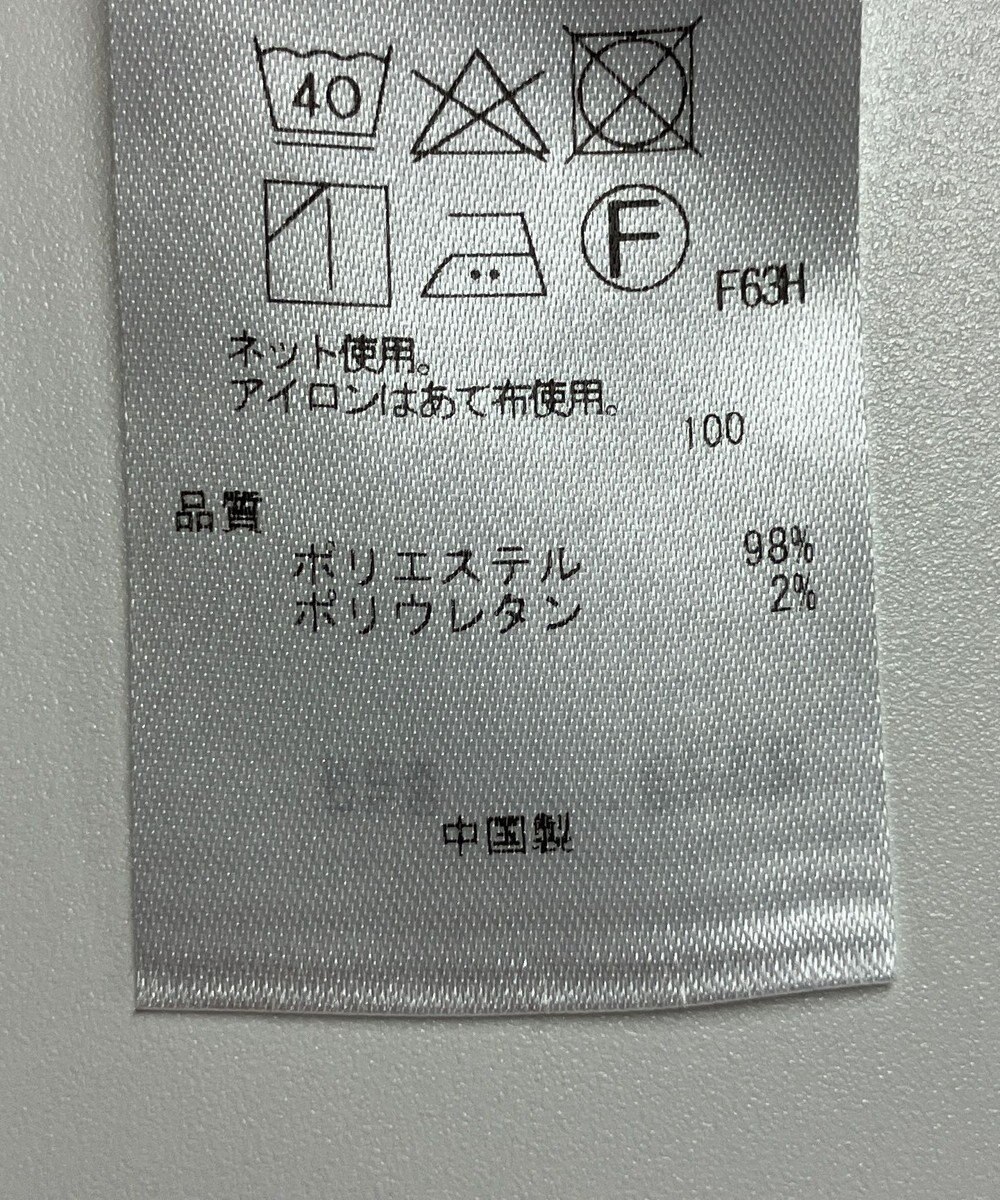 40
F
F63H
ネット使用。
アイロンはあて布使用。
100
品質
ポリエステル 98%
ポリウレタン 2%
中国製